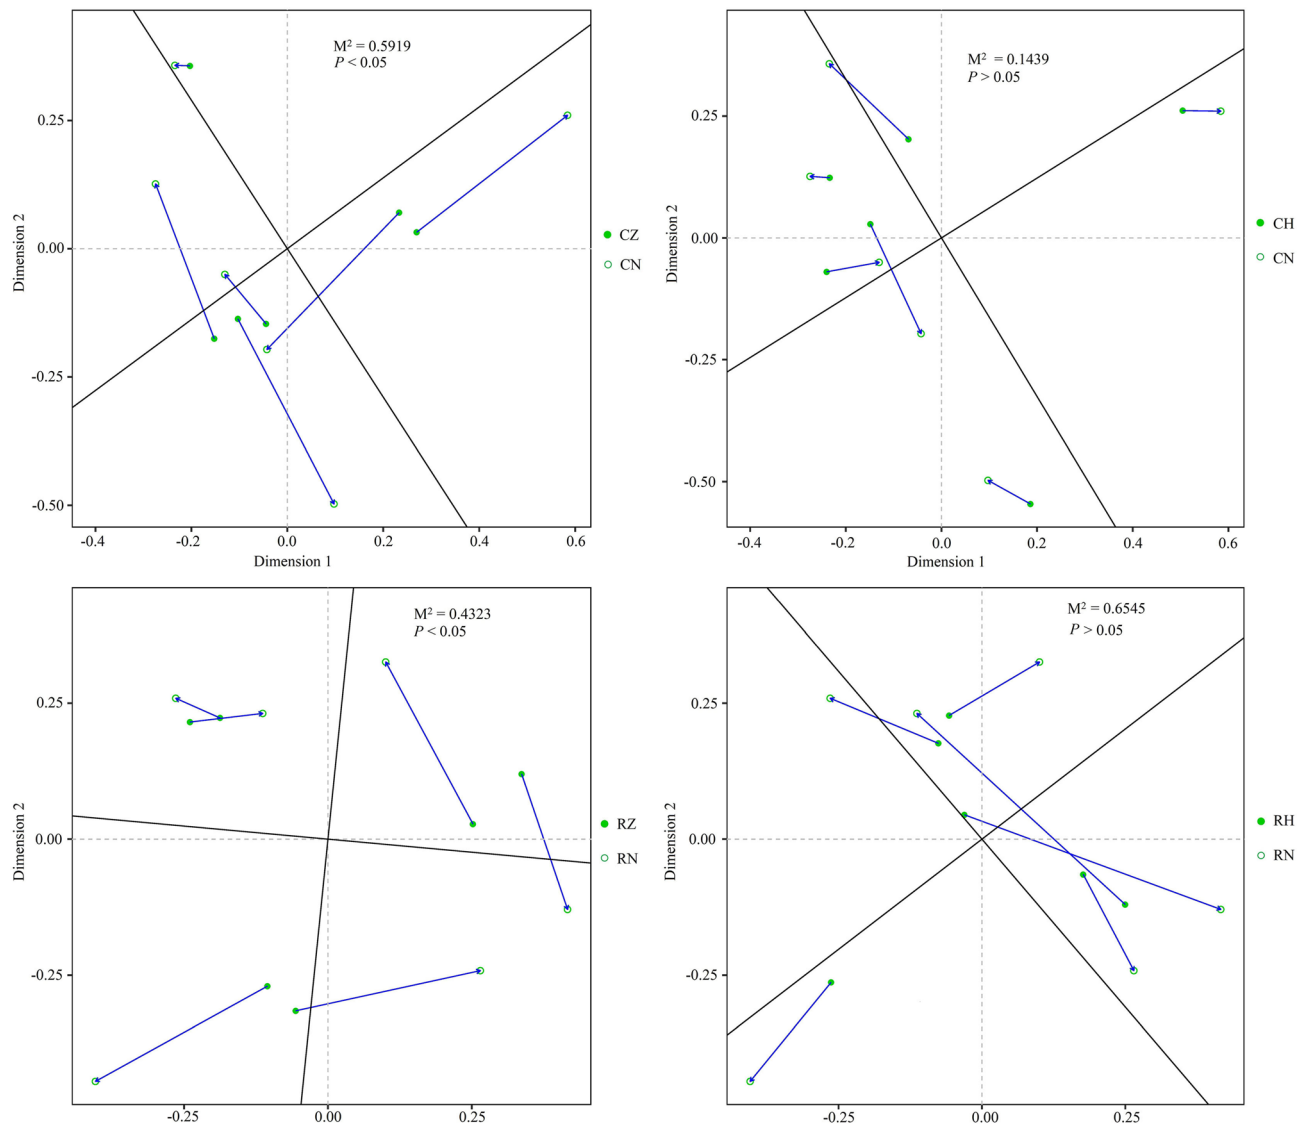 M² = 0.5919
P < 0.05
0.25
0.00
-0.25
-0.50
Dimension 2
-0.4
-0.2
0.0
0.2
0.4
0.6
Dimension 1
CZ
CN
M² = 0.1439
P > 0.05
0.25
0.00
-0.25
-0.50
Dimension 2
-0.4
-0.2
0.0
0.2
0.4
0.6
Dimension 1
CH
CN
M² = 0.4323
P < 0.05
0.25
0.00
-0.25
Dimension 2
-0.25
0.00
0.25
RZ
RN
M² = 0.6545
P > 0.05
0.25
0.00
-0.25
Dimension 2
-0.25
0.00
0.25
RH
RN